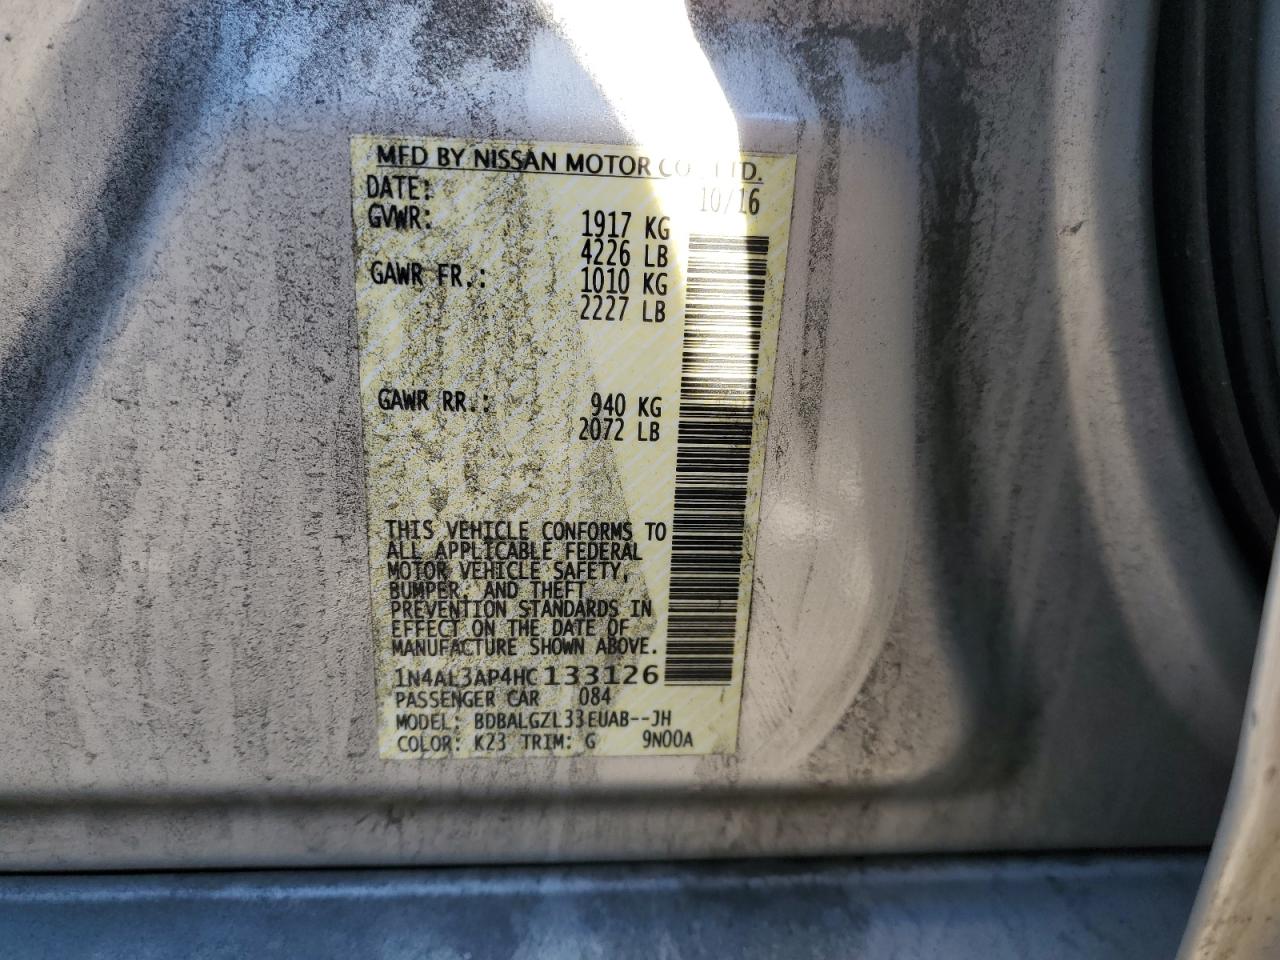 MFD BY NISSAN MOTOR CO., LTD.
DATE: 10/16
GVWR: 1917 KG
4226 LB
GAWR FR.: 1010 KG
2227 LB
GAWR RR.: 940 KG
2072 LB
THIS VEHICLE CONFORMS TO
ALL APPLICABLE FEDERAL
MOTOR VEHICLE SAFETY,
BUMPER, AND THEFT
PREVENTION STANDARDS IN
EFFECT ON THE DATE OF
MANUFACTURE SHOWN ABOVE.
1N4AL3AP4HC133126
PASSENGER CAR 084
MODEL: BDBALGZL33EUAB--JH
COLOR: K23 TRIM: G 9N00A